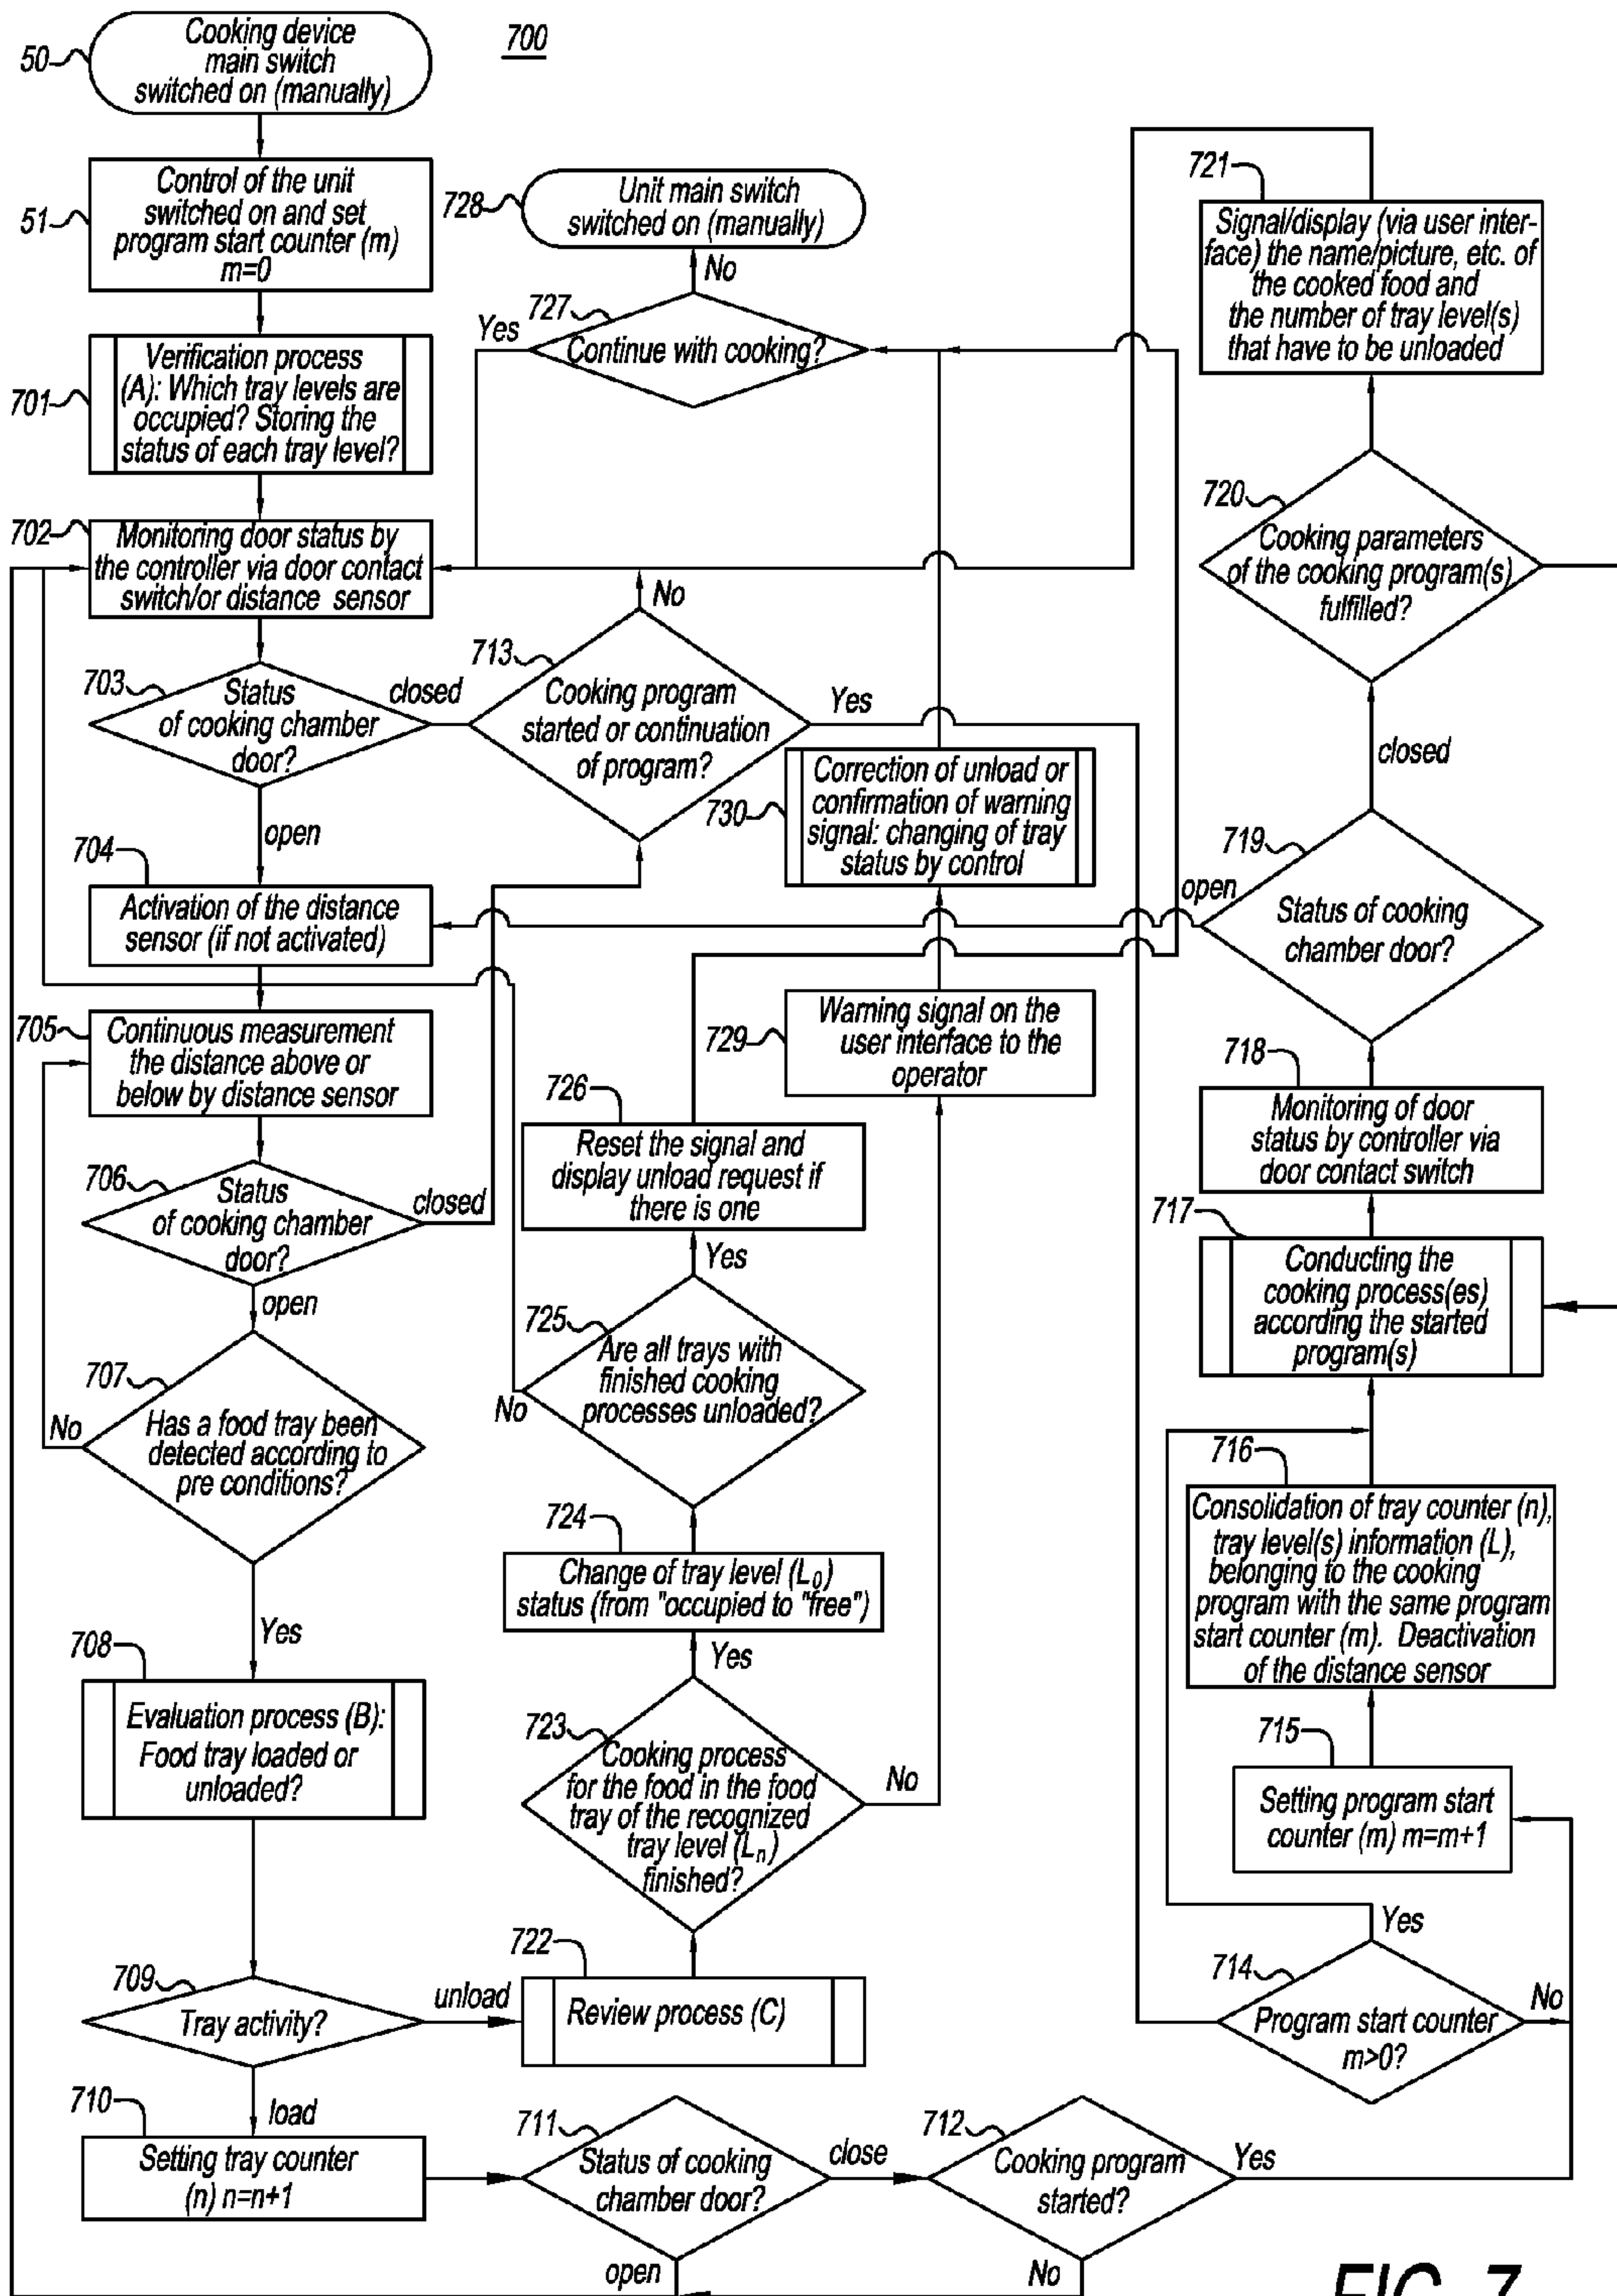 700
50
Cooking device
main switch
switched on (manually)
51
Control of the unit
switched on and set
program start counter (m)
m=0
701
Verification process
(A): Which tray levels are
occupied? Storing the
status of each tray level?
702
Monitoring door status by
the controller via door contact
switch/or distance sensor
703
Status
of cooking chamber
door?
closed
open
704
Activation of the distance
sensor (if not activated)
705
Continuous measurement
the distance above or
below by distance sensor
706
Status
of cooking chamber
door?
closed
open
707
Has a food tray been
detected according to
pre conditions?
No
Yes
708
Evaluation process (B):
Food tray loaded or
unloaded?
709
Tray activity?
unload
load
710
Setting tray counter
(n) n=n+1
711
Status of cooking
chamber door?
close
open
712
Cooking program
started?
Yes
No
713
Cooking program
started or continuation
of program?
No
Yes
728
Unit main switch
switched on (manually)
No
727
Continue with cooking?
Yes
730
Correction of unload or
confirmation of warning
signal: changing of tray
status by control
729
Warning signal on the
user interface to the
operator
726
Reset the signal and
display unload request if
there is one
Yes
725
Are all trays with
finished cooking
processes unloaded?
No
724
Change of tray level (L0)
status (from "occupied to "free")
Yes
723
Cooking process
for the food in the food
tray of the recognized
tray level (Ln)
finished?
No
722
Review process (C)
721
Signal/display (via user inter-
face) the name/picture, etc. of
the cooked food and
the number of tray level(s)
that have to be unloaded
720
Cooking parameters
of the cooking program(s)
fulfilled?
closed
719
Status of cooking
chamber door?
open
718
Monitoring of door
status by controller via
door contact switch
717
Conducting the
cooking process(es)
according the started
program(s)
716
Consolidation of tray counter (n),
tray level(s) information (L),
belonging to the cooking
program with the same program
start counter (m). Deactivation
of the distance sensor
715
Setting program start
counter (m) m=m+1
Yes
714
Program start counter
m>0?
No
FIG. 7